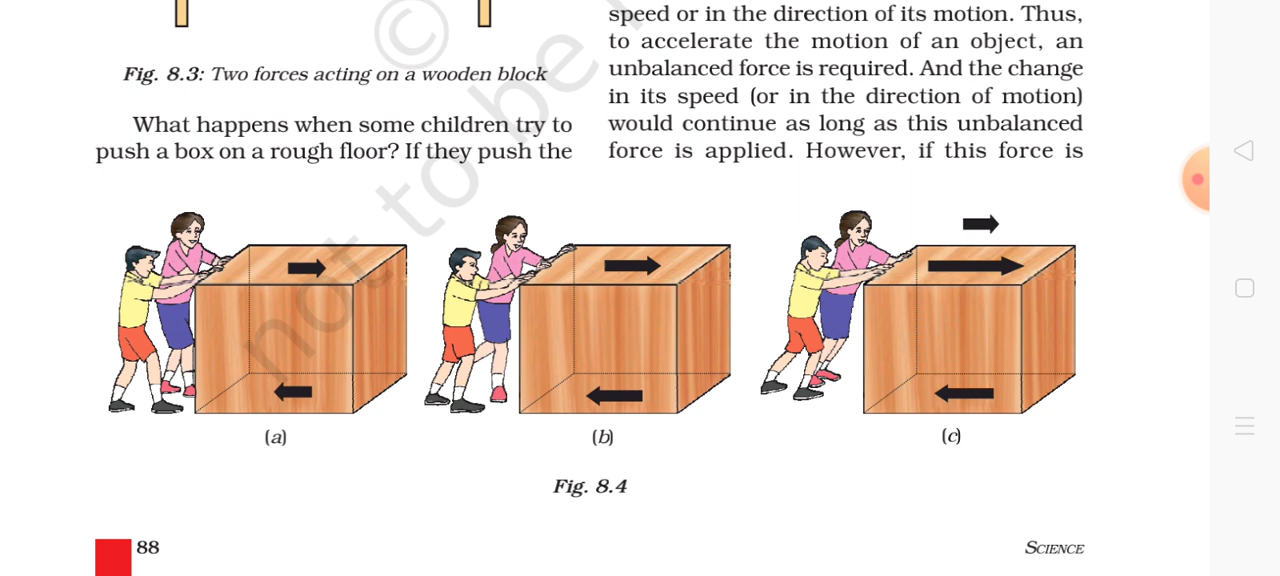 Fig. 8.3: Two forces acting on a wooden block
What happens when some children try to
push a box on a rough floor? If they push the
speed or in the direction of its motion. Thus,
to accelerate the motion of an object, an
unbalanced force is required. And the change
in its speed (or in the direction of motion)
would continue as long as this unbalanced
force is applied. However, if this force is
(a)
(b)
(c)
Fig. 8.4
88
SCIENCE
© not to be